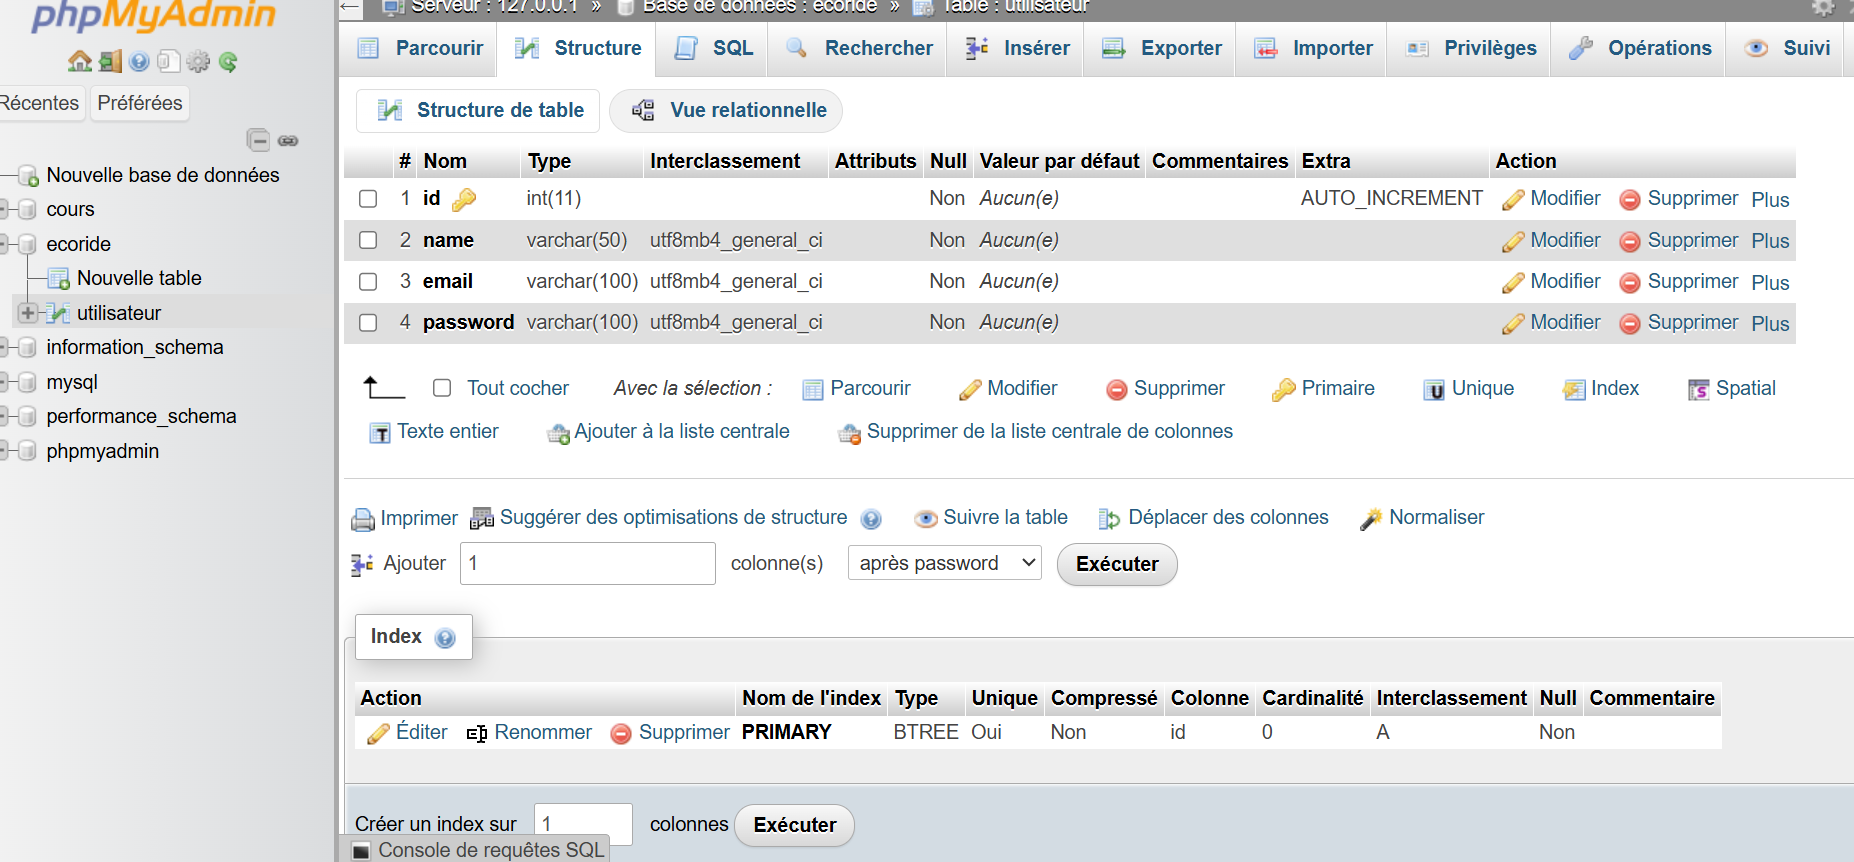 phpMyAdmin
Récentes Préférées
Nouvelle base de données
cours
ecoride
Nouvelle table
utilisateur
information_schema
mysql
performance_schema
phpmyadmin
Serveur : 127.0.0.1 » Base de données : ecoride » Table : utilisateur
Parcourir Structure SQL Rechercher Insérer Exporter Importer Privilèges Opérations Suivi
Structure de table Vue relationnelle
# Nom Type Interclassement Attributs Null Valeur par défaut Commentaires Extra Action
1 id int(11) Non Aucun(e) AUTO_INCREMENT Modifier Supprimer Plus
2 name varchar(50) utf8mb4_general_ci Non Aucun(e) Modifier Supprimer Plus
3 email varchar(100) utf8mb4_general_ci Non Aucun(e) Modifier Supprimer Plus
4 password varchar(100) utf8mb4_general_ci Non Aucun(e) Modifier Supprimer Plus
Tout cocher Avec la sélection : Parcourir Modifier Supprimer Primaire Unique Index Spatial
Texte entier Ajouter à la liste centrale Supprimer de la liste centrale de colonnes
Imprimer Suggérer des optimisations de structure Suivre la table Déplacer des colonnes Normaliser
Ajouter 1 colonne(s) après password Exécuter
Index
Action Nom de l'index Type Unique Compressé Colonne Cardinalité Interclassement Null Commentaire
Éditer Renommer Supprimer PRIMARY BTREE Oui Non id 0 A Non
Créer un index sur 1 colonnes Exécuter
Console de requêtes SQL